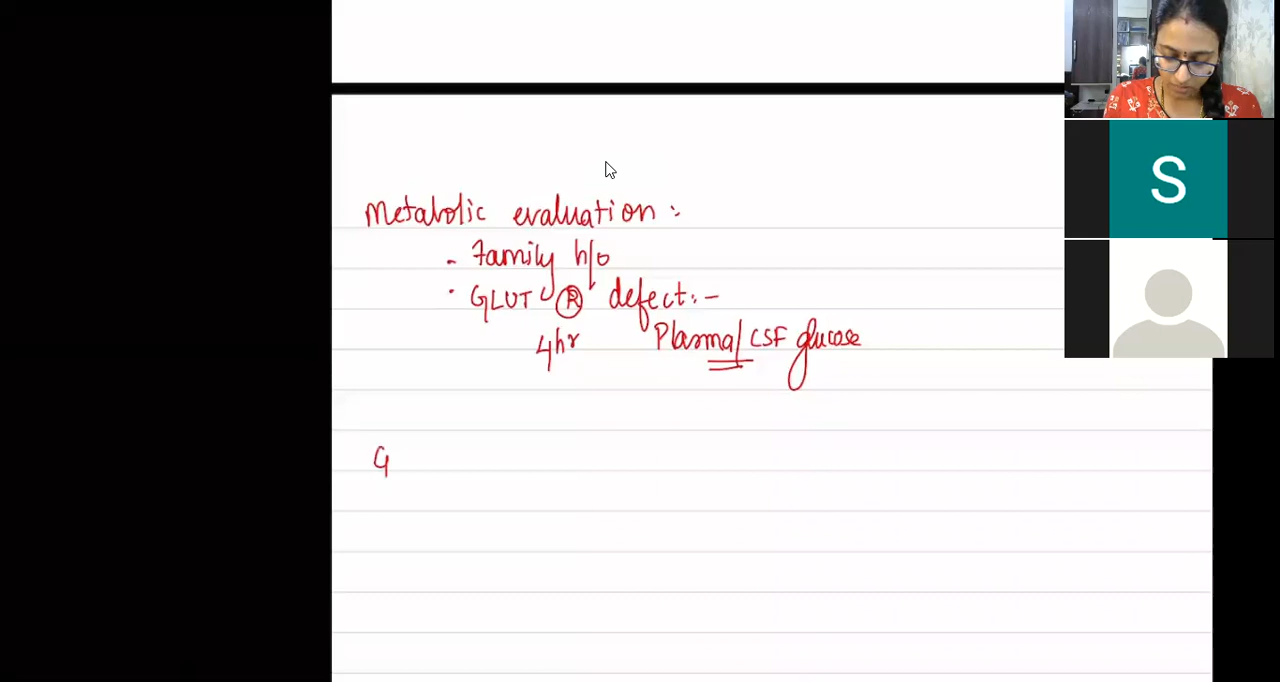 Metabolic evaluation :
- Family h/o
· GLUT Ⓡ defect :-
4hr Plasma/CSF glucose
G
S